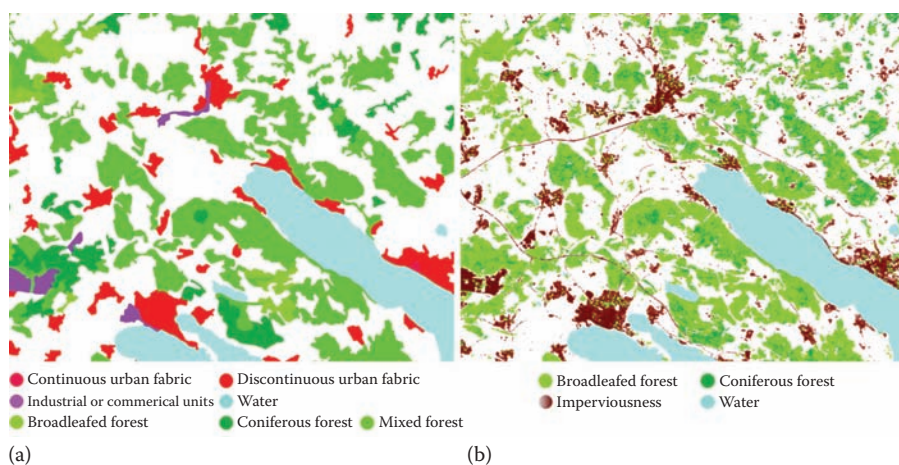 Continuous urban fabric
Discontinuous urban fabric
Industrial or commerical units
Water
Broadleafed forest
Coniferous forest
Mixed forest
(a)
Broadleafed forest
Coniferous forest
Imperviousness
Water
(b)